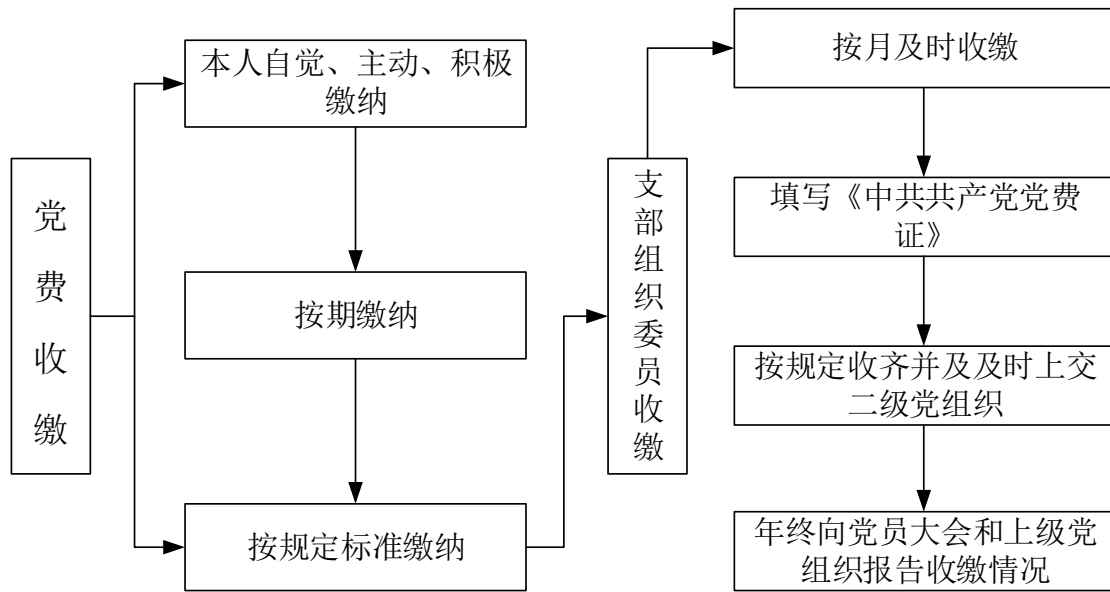 党费收缴
本人自觉、主动、积极
缴纳
按期缴纳
按规定标准缴纳
支部组织委员收缴
按月及时收缴
填写《中共共产党党费
证》
按规定收齐并及及时上交
二级党组织
年终向党员大会和上级党
组织报告收缴情况